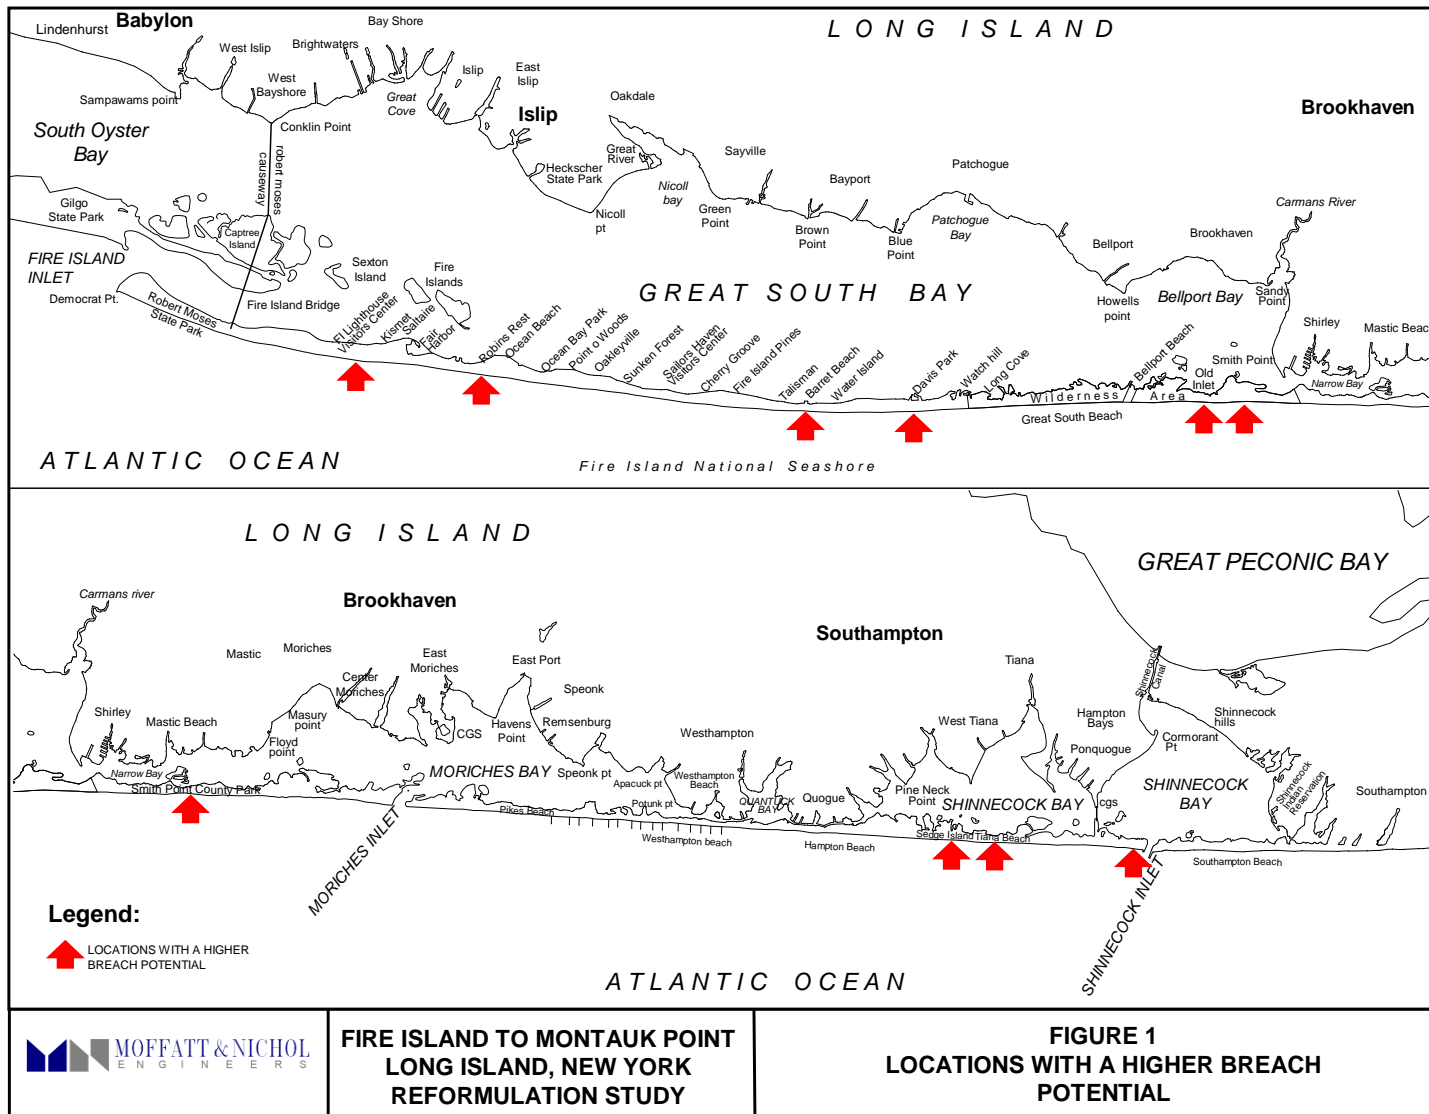 Lindenhurst
Babylon
Bay Shore
LONG ISLAND
West Islip
Brightwaters
Islip
East
Islip
West
Bayshore
Great
Cove
Sampawams point
Conklin Point
Islip
Oakdale
Brookhaven
South Oyster
Bay
robert moses
causeway
Great
River
Heckscher
State Park
Nicoll
bay
Nicoll
pt
Sayville
Green
Point
Bayport
Brown
Point
Blue
Point
Patchogue
Patchogue
Bay
Bellport
Howells
point
Brookhaven
Bellport Bay
Carmans River
Sandy
Point
Shirley
Mastic Beac
Gilgo
State Park
Captree
Island
FIRE ISLAND
INLET
Democrat Pt.
Robert Moses
State Park
Fire Island Bridge
Sexton
Island
Fire
Islands
GREAT SOUTH BAY
FI Lighthouse
Visitors Center
Kismet
Saltaire
Fair
Harbor
Robins Rest
Ocean Beach
Ocean Bay Park
Point o Woods
Oakleyville
Sunken Forest
Sailors Haven
Visitors Center
Cherry Groove
Fire Island Pines
Talisman
Barret Beach
Water Island
Davis Park
Watch hill
Long Cove
Wilderness
Area
Bellport Beach
Old
Inlet
Smith Point
Narrow Bay
Great South Beach
ATLANTIC OCEAN
Fire Island National Seashore
LONG ISLAND
GREAT PECONIC BAY
Carmans river
Brookhaven
Southampton
Mastic
Moriches
Center
Moriches
East
Moriches
East Port
Speonk
Tiana
Shinnecock
Canal
Shirley
Mastic Beach
Masury
point
Floyd
point
CGS
Havens
Point
Remsenburg
Speonk pt
Westhampton
West Tiana
Hampton
Bays
Ponquogue
Cormorant
Pt
Shinnecock
hills
Narrow Bay
Smith Point County Park
MORICHES BAY
Apacuck pt
Potunk pt
Westhampton
Beach
QUANTUCK
BAY
Quogue
Pine Neck
Point
SHINNECOCK BAY
cgs
SHINNECOCK
BAY
Shinnecock
Indian
Reservation
Southampton
Pikes Beach
Westhampton beach
Hampton Beach
Sedge Island
Tiana Beach
Southampton Beach
MORICHES INLET
SHINNECOCK INLET
Legend:
LOCATIONS WITH A HIGHER
BREACH POTENTIAL
ATLANTIC OCEAN
MOFFATT & NICHOL
ENGINEERS
FIRE ISLAND TO MONTAUK POINT
LONG ISLAND, NEW YORK
REFORMULATION STUDY
FIGURE 1
LOCATIONS WITH A HIGHER BREACH
POTENTIAL